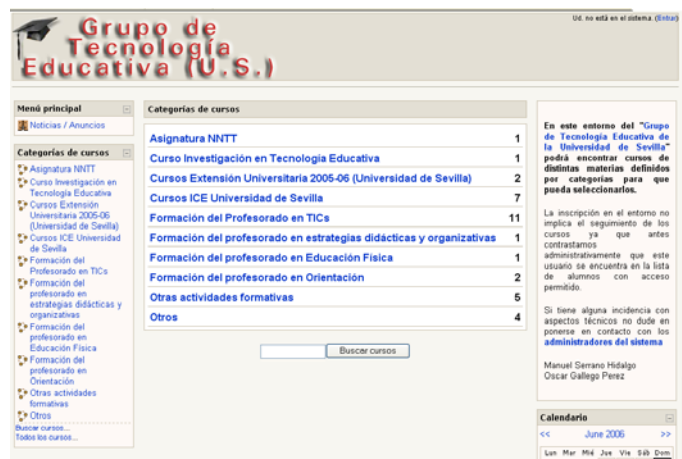 Grupo de
Tecnología
Educativa (U.S.)
Ud. no está en el sistema. (Entrar)
Menú principal
Noticias / Anuncios
Categorías de cursos
Asignatura NNTT
Curso Investigación en
Tecnología Educativa
Cursos Extensión
Universitaria 2005-06
(Universidad de Sevilla)
Cursos ICE Universidad
de Sevilla
Formación del
Profesorado en TICs
Formación del
profesorado en
estrategias didácticas y
organizativas
Formación del
profesorado en
Educación Física
Formación del
profesorado en
Orientación
Otras actividades
formativas
Otros
Buscar cursos...
Todos los cursos...
Categorías de cursos
Asignatura NNTT 1
Curso Investigación en Tecnología Educativa 1
Cursos Extensión Universitaria 2005-06 (Universidad de Sevilla) 2
Cursos ICE Universidad de Sevilla 7
Formación del Profesorado en TICs 11
Formación del profesorado en estrategias didácticas y organizativas 1
Formación del profesorado en Educación Física 1
Formación del profesorado en Orientación 2
Otras actividades formativas 5
Otros 4
Buscar cursos
En este entorno del "Grupo
de Tecnología Educativa de
la Universidad de Sevilla"
podrá encontrar cursos de
distintas materias definidos
por categorías para que
pueda seleccionarlos.
La inscripción en el entorno no
implica el seguimiento de los
cursos ya que antes
contrastamos
administrativamente que este
usuario se encuentra en la lista
de alumnos con acceso
permitido.
Si tiene alguna incidencia con
aspectos técnicos no dude en
ponerse en contacto con los
administradores del sistema
Manuel Serrano Hidalgo
Oscar Gallego Perez
Calendario
<< June 2006 >>
Lun Mar Mié Jue Vie Sáb Dom